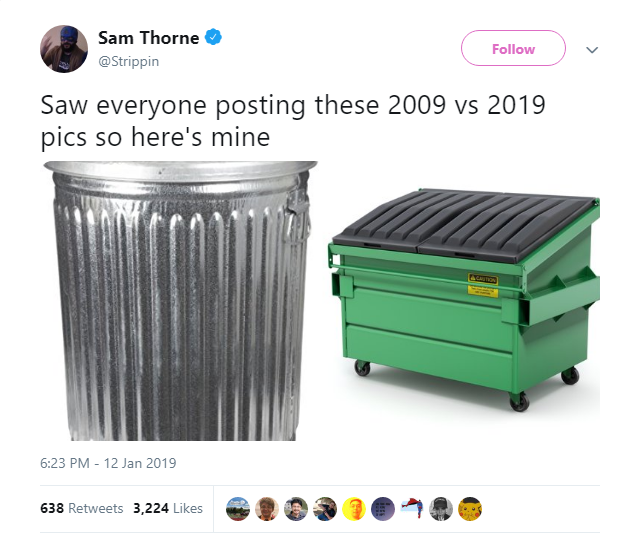 Sam Thorne
@Strippin
Follow
Saw everyone posting these 2009 vs 2019
pics so here's mine
CAUTION
6:23 PM - 12 Jan 2019
638 Retweets 3,224 Likes